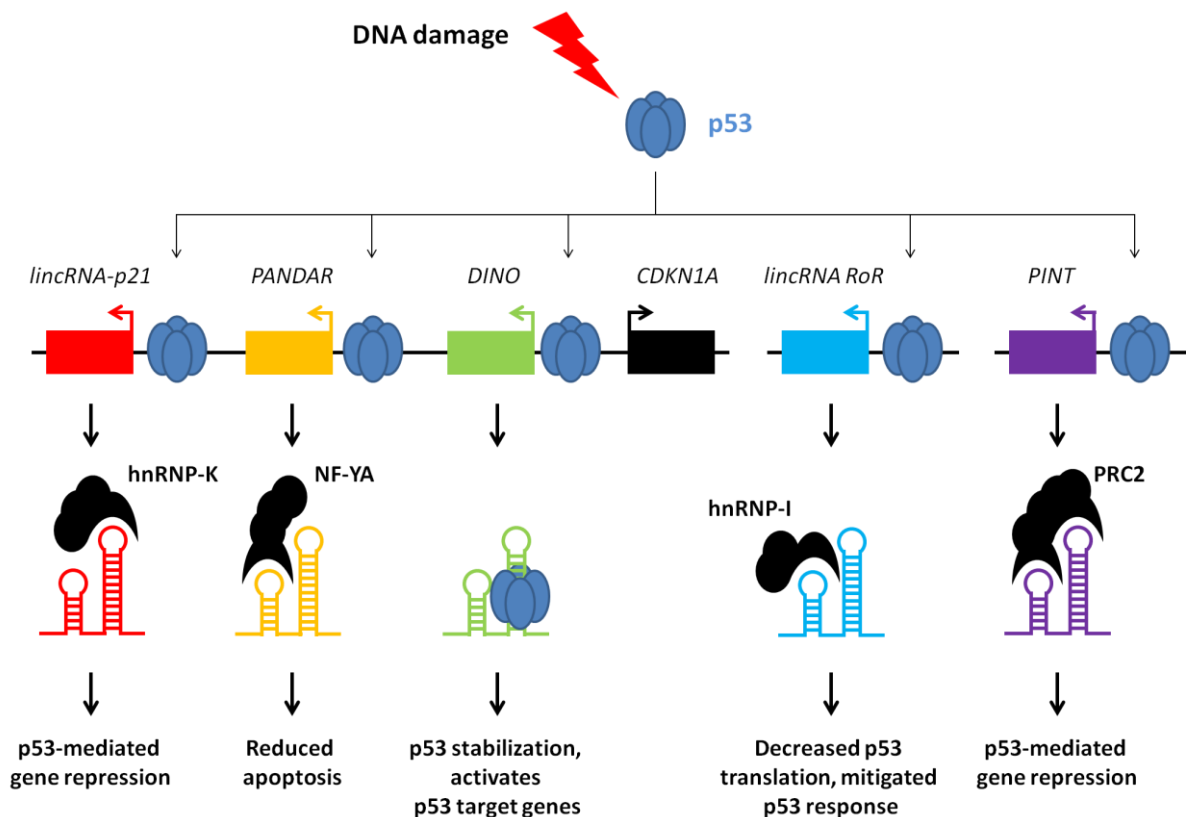 DNA damage
p53
lincRNA-p21
PANDAR
DINO
CDKN1A
lincRNA RoR
PINT
hnRNP-K
NF-YA
hnRNP-I
PRC2
p53-mediated
gene repression
Reduced
apoptosis
p53 stabilization,
activates
p53 target genes
Decreased p53
translation, mitigated
p53 response
p53-mediated
gene repression